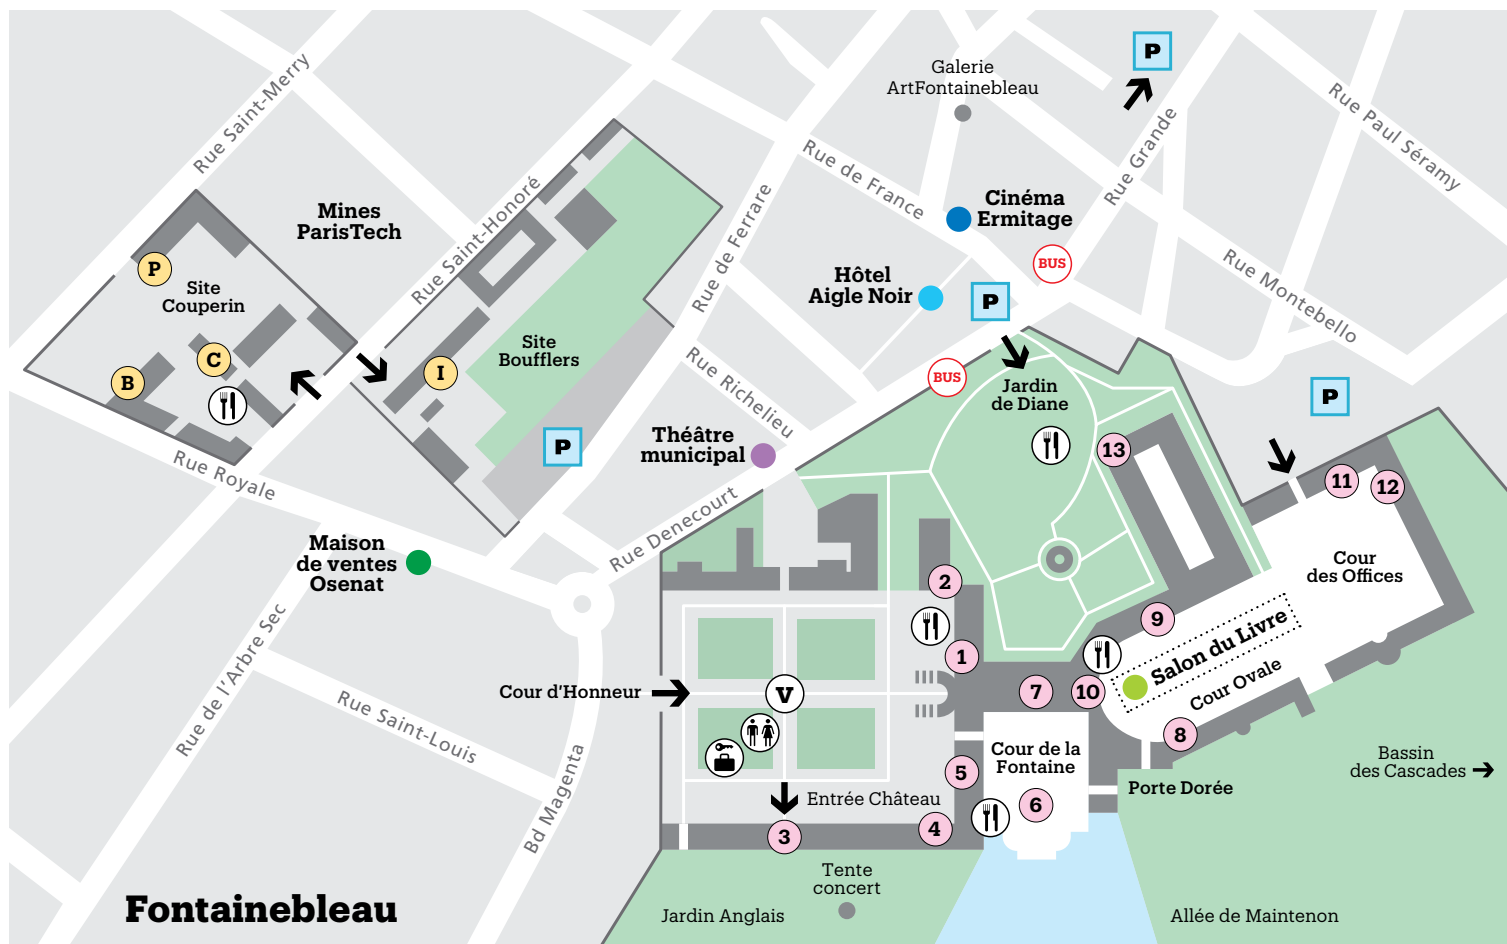 P
Galerie
ArtFontainebleau
Rue Saint-Merry
Rue Paul Séramy
Rue Grande
Rue de France
Mines
ParisTech
Rue Saint-Honoré
Rue de Ferrare
Cinéma
Ermitage
BUS
P
Site
Couperin
Hôtel
Aigle Noir
P
Rue Montebello
Site
Boufflers
C
B
I
BUS
Rue Richelieu
Jardin
de Diane
P
P
Théâtre
municipal
13
Rue Royale
11
12
Rue Denecourt
Maison
de ventes
Osenat
Cour
des Offices
2
9
Rue de l'Arbre Sec
1
Salon du Livre
Cour Ovale
Cour d'Honneur
V
7
10
Rue Saint-Louis
8
Cour de la
Fontaine
Bassin
des Cascades
5
Porte Dorée
Bd Magenta
Entrée Château
6
3
4
Tente
concert
Fontainebleau
Jardin Anglais
Allée de Maintenon